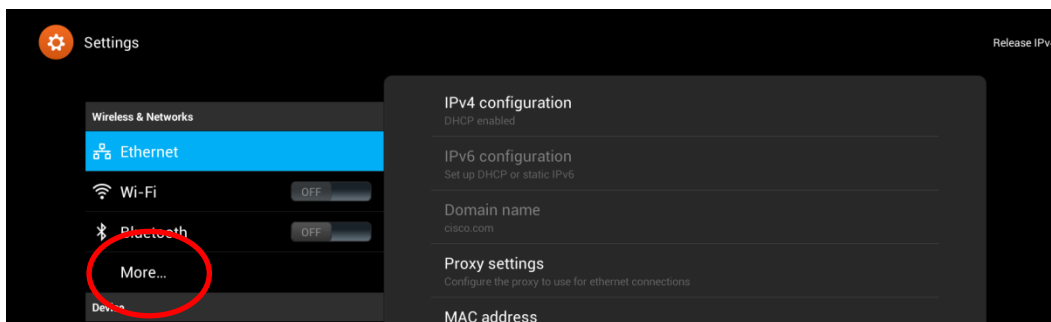 Settings
Release IPv
Wireless & Networks
Ethernet
Wi-Fi
OFF
Bluetooth
OFF
More...
Device
IPv4 configuration
DHCP enabled
IPv6 configuration
Set up DHCP or static IPv6
Domain name
cisco.com
Proxy settings
Configure the proxy to use for ethernet connections
MAC address